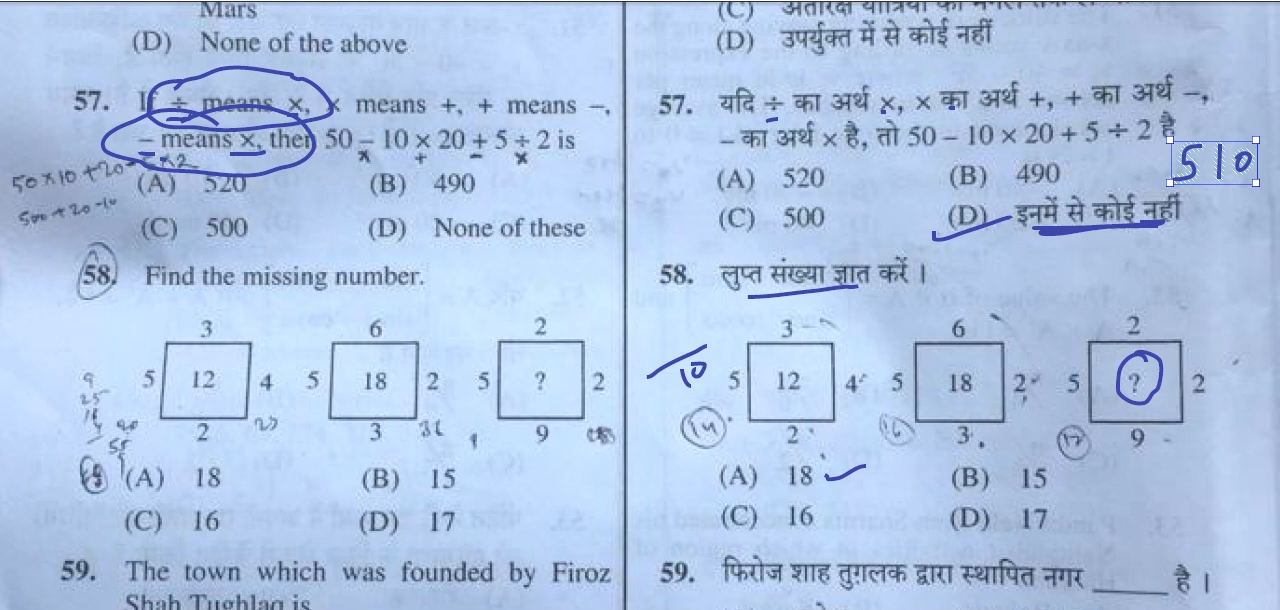 Mars
(D) None of the above
57. If ÷ means ×, × means +, + means –,
– means ×, then 50 – 10 × 20 + 5 ÷ 2 is
(A) 520 (B) 490
(C) 500 (D) None of these
58. Find the missing number.
3 6 2
5 12 4 5 18 2 5 ? 2
2 3 9
(A) 18 (B) 15
(C) 16 (D) 17
59. The town which was founded by Firoz
Shah Tughlaq is
(C)
(D) उपर्युक्त में से कोई नहीं
57. यदि ÷ का अर्थ ×, × का अर्थ +, + का अर्थ –,
– का अर्थ × है, तो 50 – 10 × 20 + 5 ÷ 2 है
510
(A) 520 (B) 490
(C) 500 (D) इनमें से कोई नहीं
58. लुप्त संख्या ज्ञात करें ।
3 6 2
10 5 12 4 5 18 2 5 ? 2
14 2 16 3 17 9
(A) 18 (B) 15
(C) 16 (D) 17
59. फिरोज शाह तुग़लक द्वारा स्थापित नगर ______ है ।